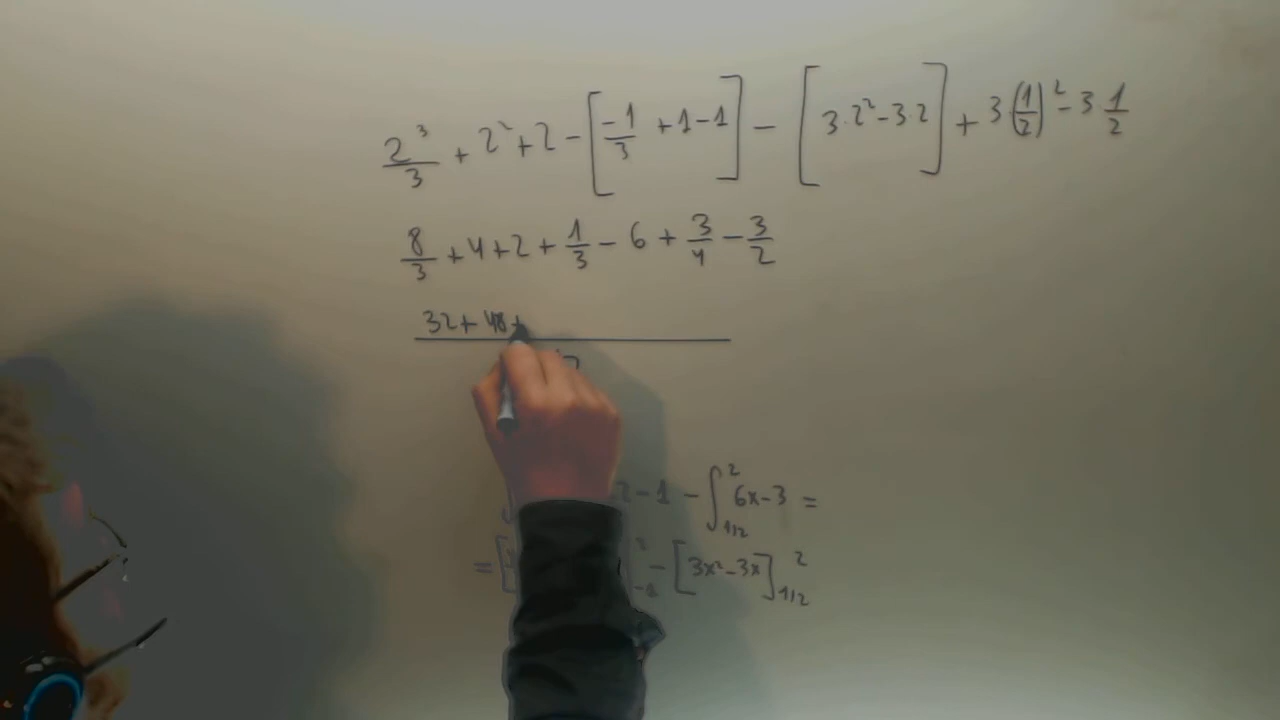 2³/3 + 2² + 2 - [-1/3 + 1 - 1] - [3·2² - 3 2] + 3(1/2)² - 3 1/2
8/3 + 4 + 2 + 1/3 - 6 + 3/4 - 3/2
32 + 48 +
2 - 1 - ∫_{1/2}^{2} 6x - 3 =
= [ ]_{-1} - [3x² - 3x]_{1/2}^{2}